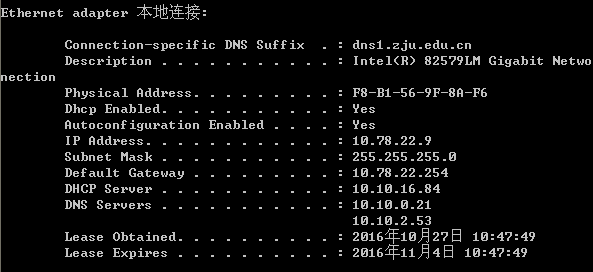 Ethernet adapter 本地连接:
Connection-specific DNS Suffix . : dns1.zju.edu.cn
Description . . . . . . . . . . . : Intel(R) 82579LM Gigabit Netwo
nection
Physical Address. . . . . . . . . : F8-B1-56-9F-8A-F6
Dhcp Enabled. . . . . . . . . . . : Yes
Autoconfiguration Enabled . . . . : Yes
IP Address. . . . . . . . . . . . : 10.78.22.9
Subnet Mask . . . . . . . . . . . : 255.255.255.0
Default Gateway . . . . . . . . . : 10.78.22.254
DHCP Server . . . . . . . . . . . : 10.10.16.84
DNS Servers . . . . . . . . . . . : 10.10.0.21
10.10.2.53
Lease Obtained. . . . . . . . . . : 2016年10月27日 10:47:49
Lease Expires . . . . . . . . . . : 2016年11月4日 10:47:49